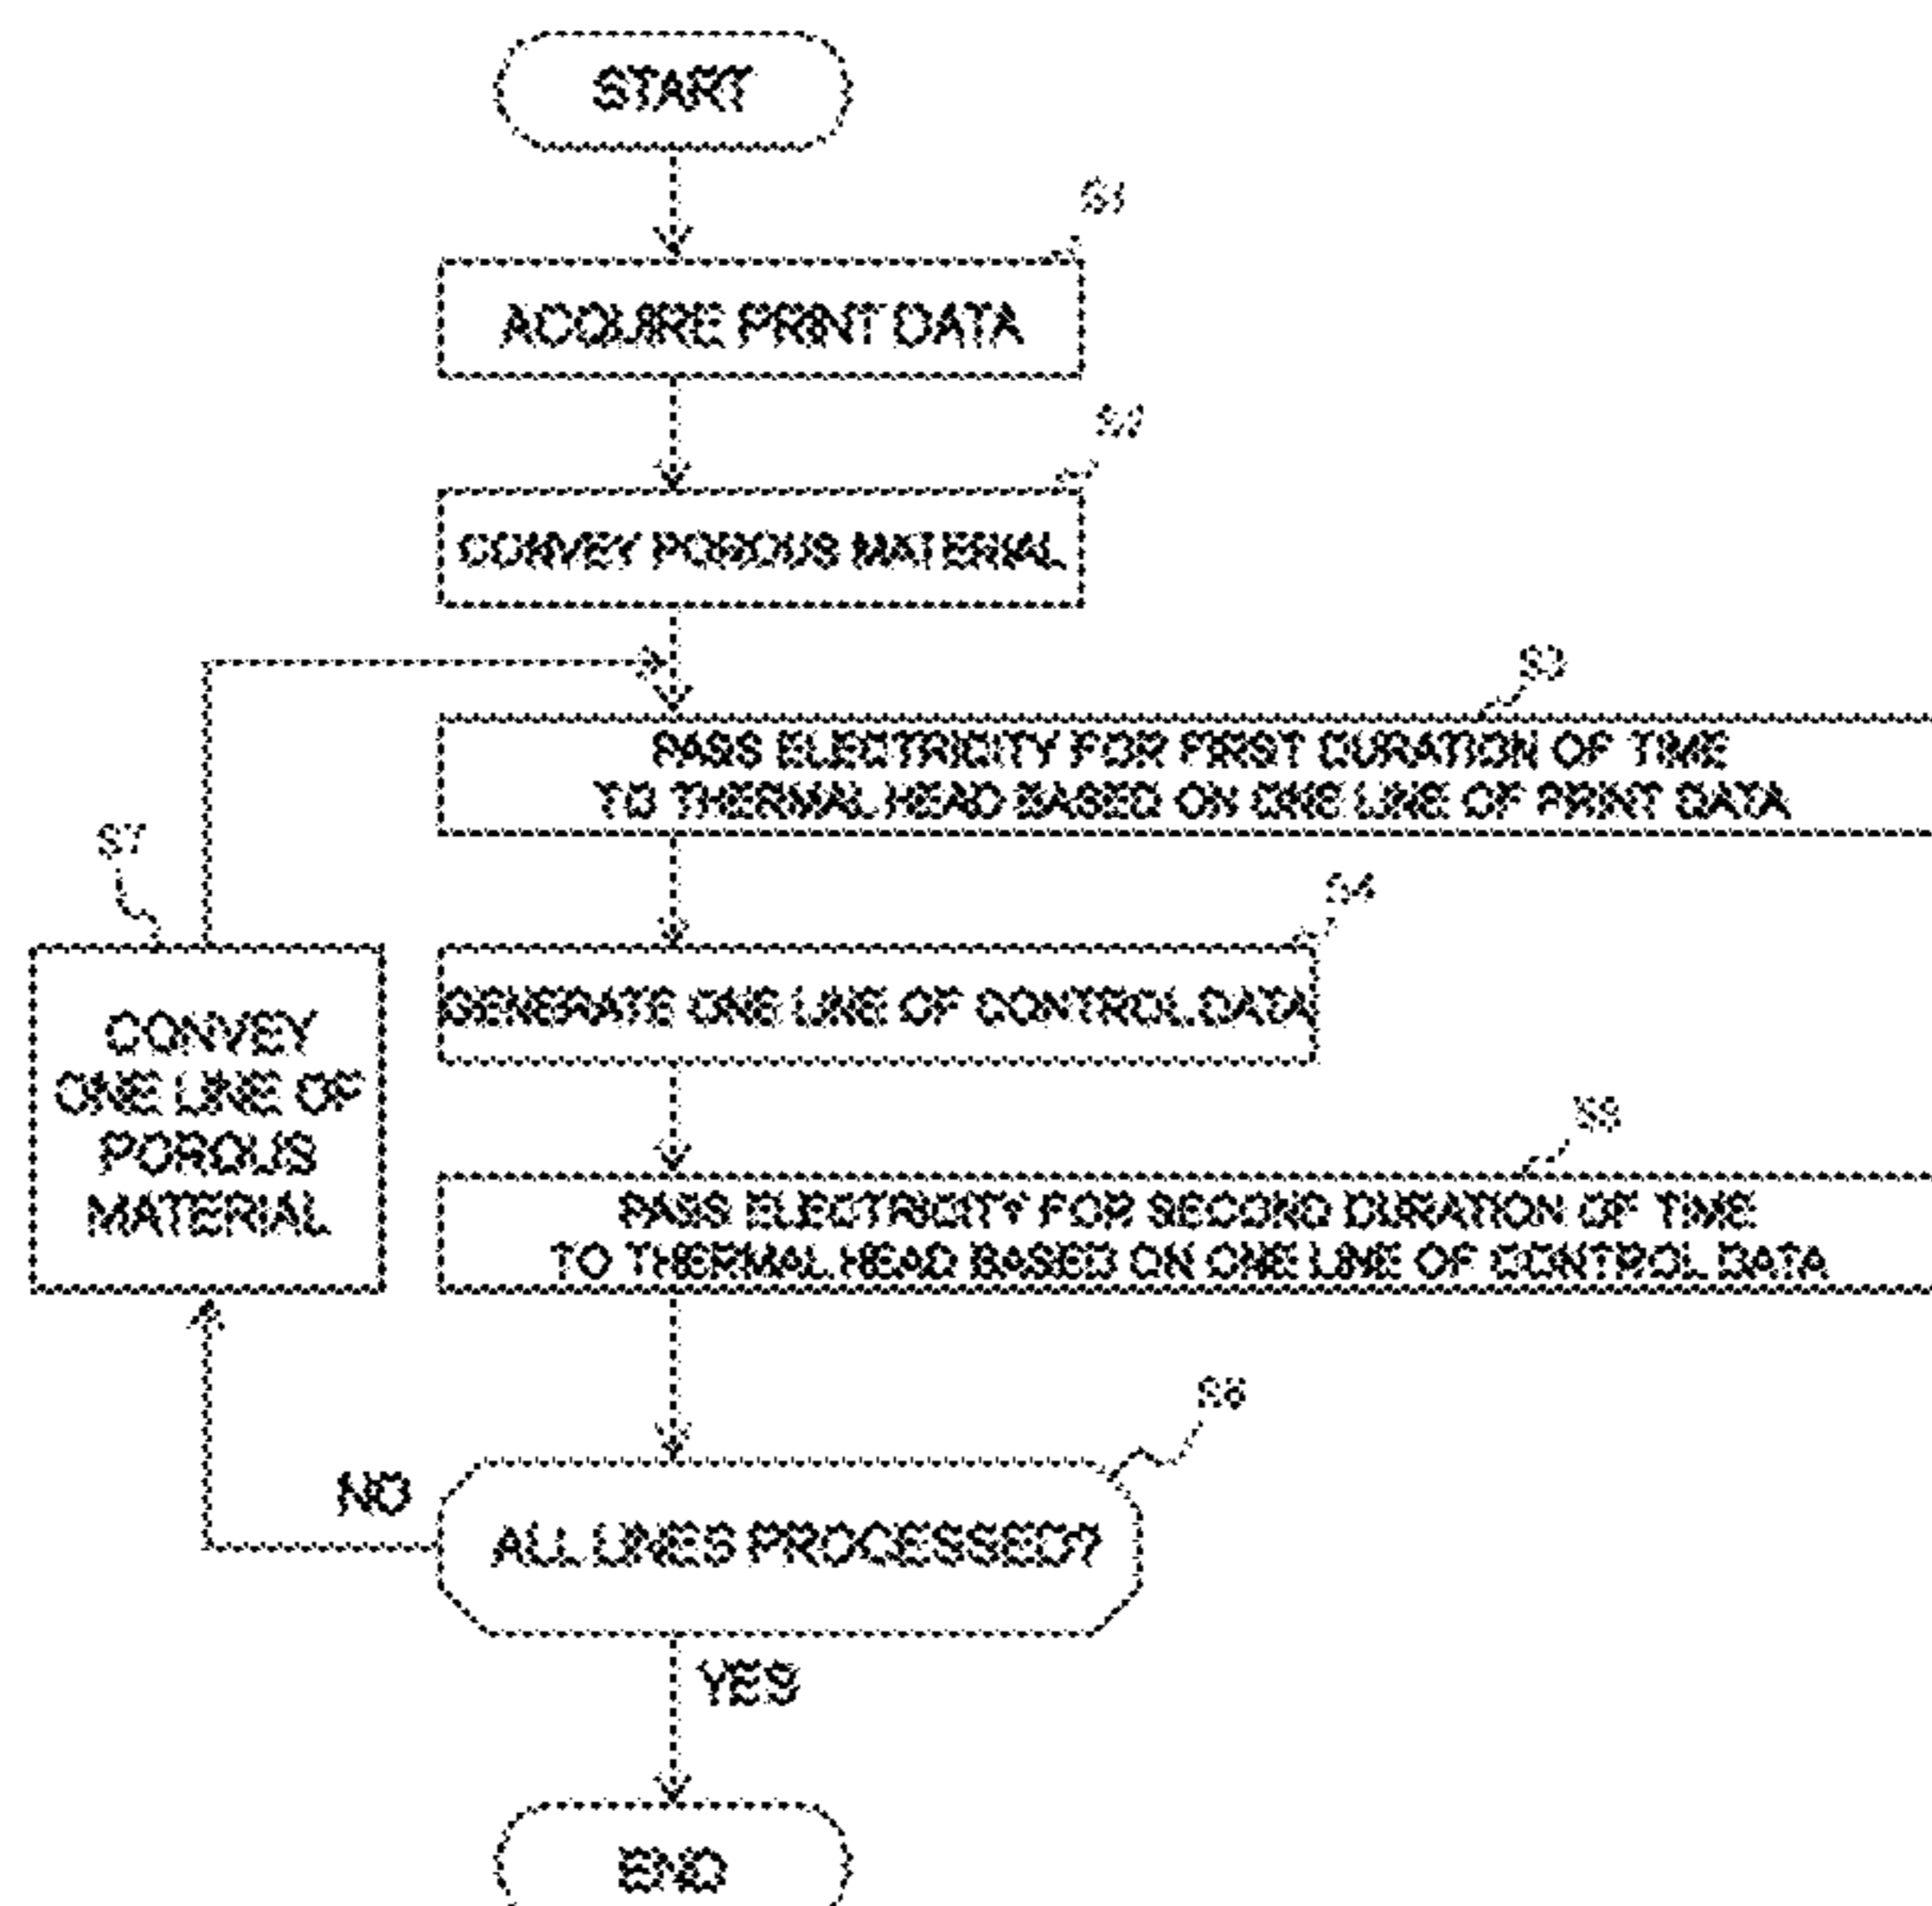 START
S1
ACQUIRE PRINT DATA
S2
CONVEY POROUS MATERIAL
S3
PASS ELECTRICITY FOR FIRST DURATION OF TIME
TO THERMAL HEAD BASED ON ONE LINE OF PRINT DATA
S7
S4
GENERATE ONE LINE OF CONTROL DATA
CONVEY
ONE LINE OF
POROUS
MATERIAL
S5
PASS ELECTRICITY FOR SECOND DURATION OF TIME
TO THERMAL HEAD BASED ON ONE LINE OF CONTROL DATA
S6
NO
ALL LINES PROCESSED?
YES
END